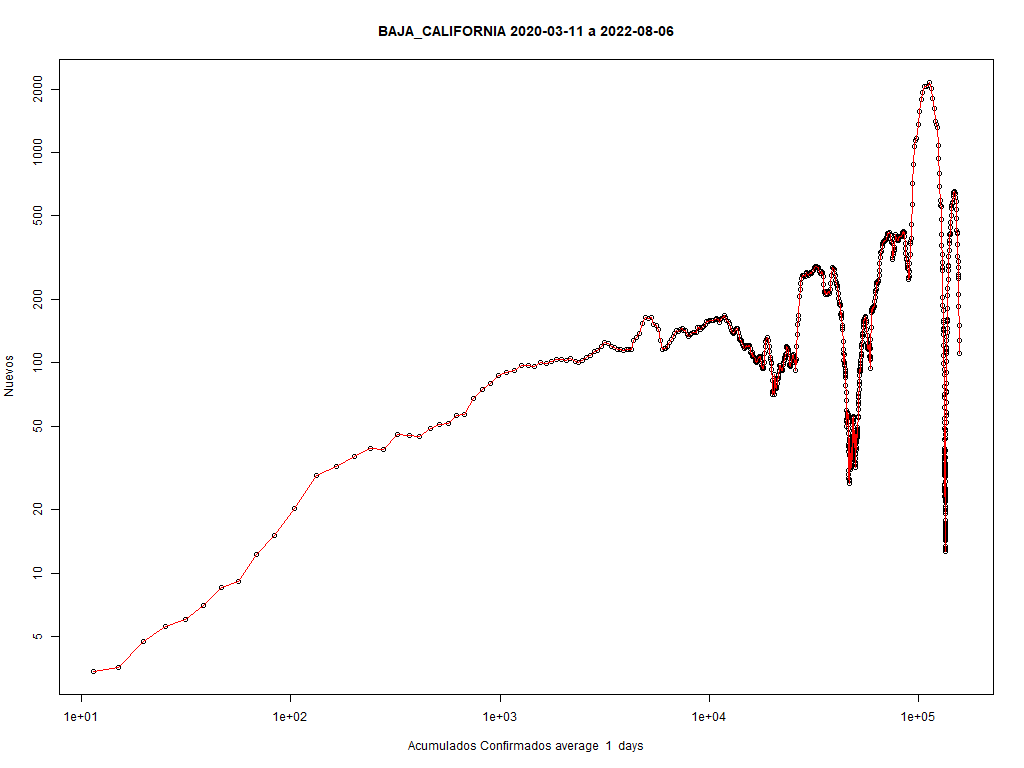 BAJA_CALIFORNIA 2020-03-11 a 2022-08-06
2000
1000
500
200
100
50
20
10
5
Nuevos
1e+01 1e+02 1e+03 1e+04 1e+05
Acumulados Confirmados average 1 days